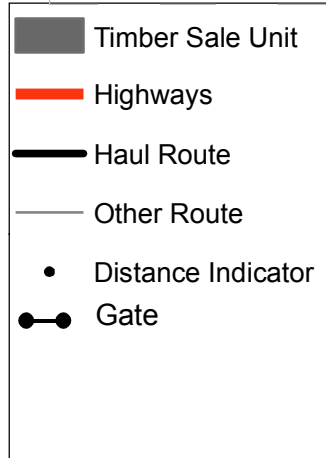 Timber Sale Unit
Highways
Haul Route
Other Route
Distance Indicator
Gate